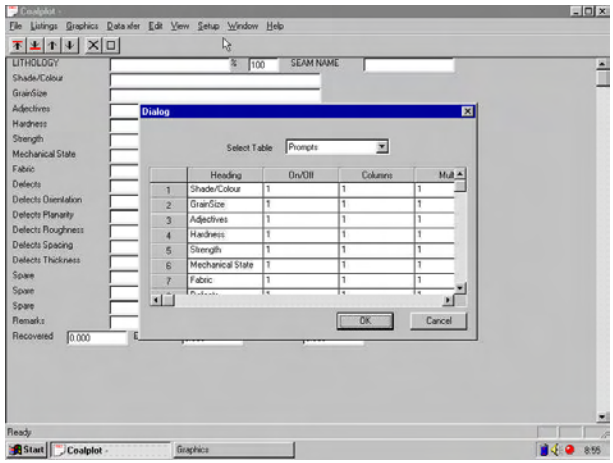 Coalplot -
File Listings Graphics Data xfer Edit View Setup Window Help
LITHOLOGY % 100 SEAM NAME
Shade/Colour
GrainSize
Adjectives
Hardness
Strength
Mechanical State
Fabric
Defects
Defects Orientation
Defects Planarity
Defects Roughness
Defects Spacing
Defects Thickness
Spare
Spare
Spare
Remarks
Recovered 0.000
Dialog
Select Table Prompts
Heading On/Off Columns Mult
1 Shade/Colour 1 1 1
2 GrainSize 1 1 1
3 Adjectives 1 1 1
4 Hardness 1 1 1
5 Strength 1 1 1
6 Mechanical State 1 1 1
7 Fabric 1 1 1
OK Cancel
Ready
Start Coalplot - Graphics 8:55